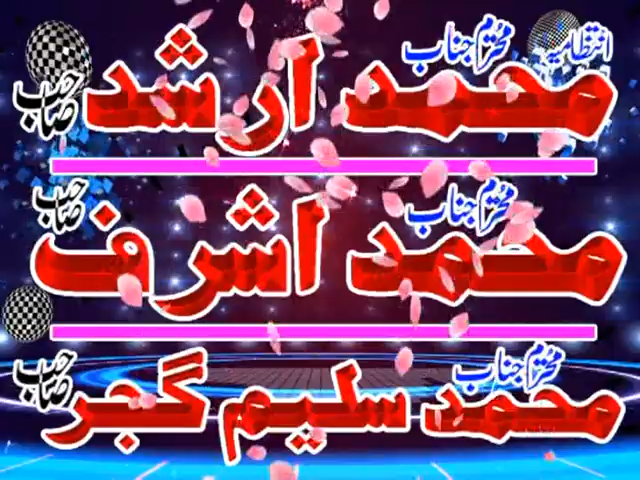 انتظامیہ محترم جناب
محمد ارشد صاحب
محترم جناب
محمد اشرف صاحب
محترم جناب
محمد سلیم گجر صاحب